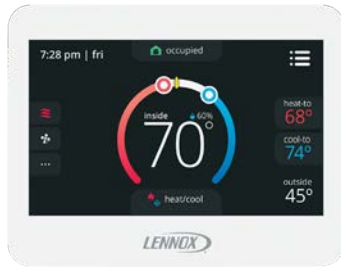 7:28 pm | fri
occupied
heat-to
68°
inside
60%
70°
cool-to
74°
outside
45°
heat/cool
LENNOX